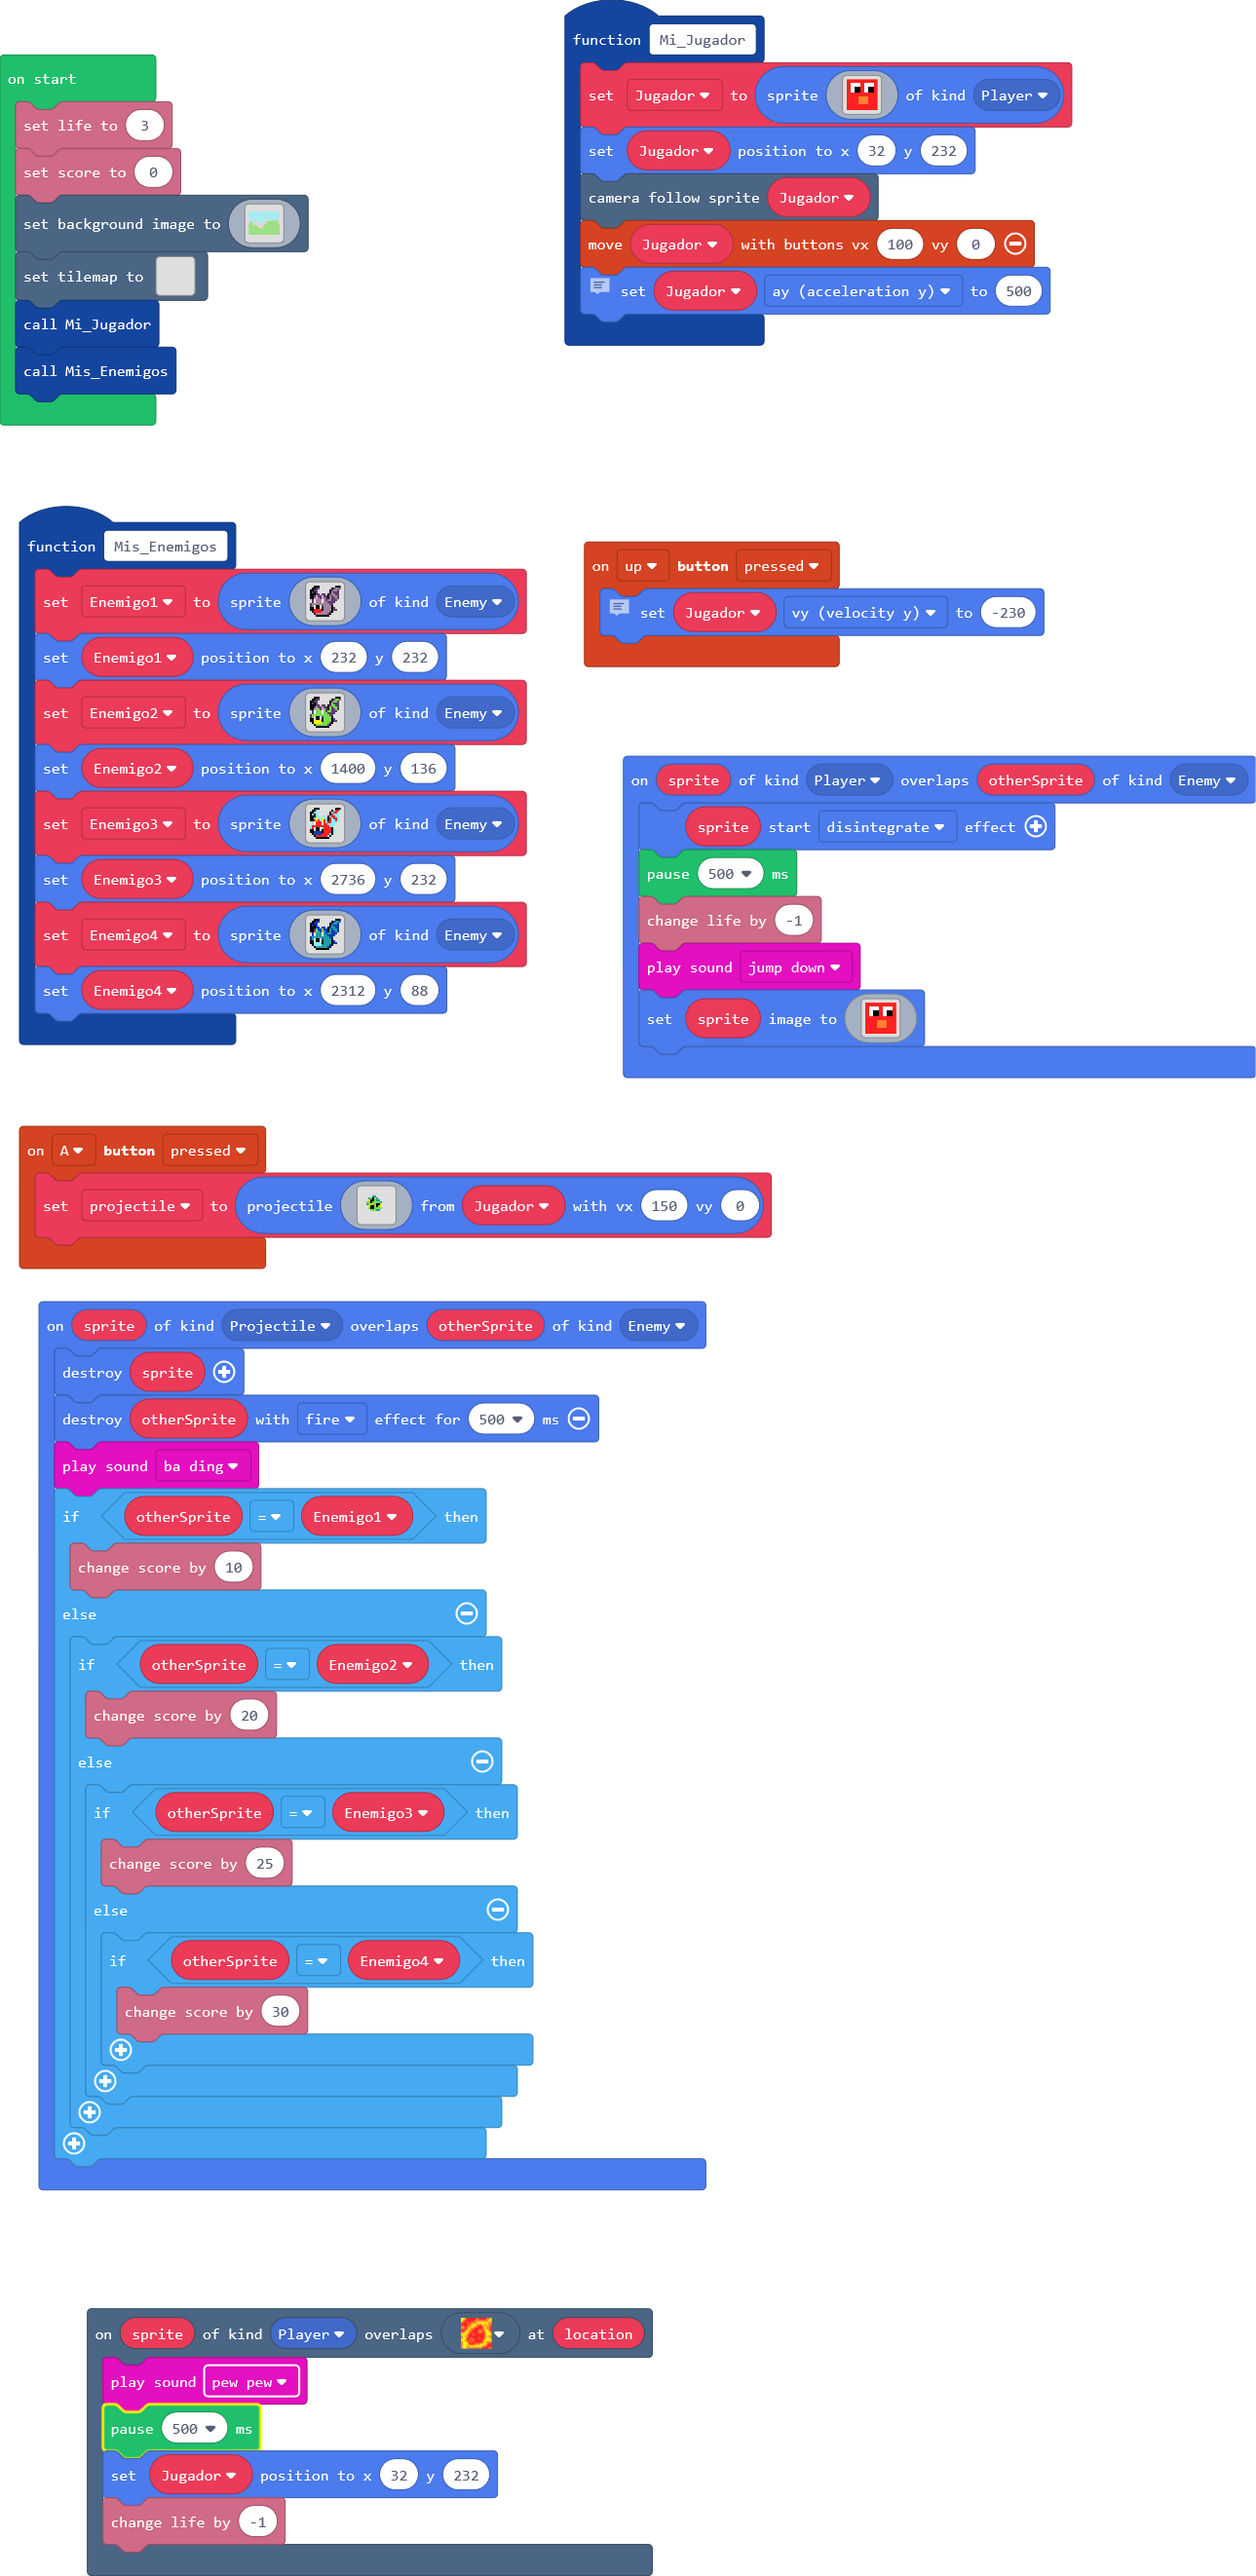 on start
set life to 3
set score to 0
set background image to
set tilemap to
call Mi_Jugador
call Mis_Enemigos
function Mi_Jugador
set Jugador to sprite of kind Player
set Jugador position to x 32 y 232
camera follow sprite Jugador
move Jugador with buttons vx 100 vy 0
set Jugador ay (acceleration y) to 500
function Mis_Enemigos
set Enemigo1 to sprite of kind Enemy
set Enemigo1 position to x 232 y 232
set Enemigo2 to sprite of kind Enemy
set Enemigo2 position to x 1400 y 136
set Enemigo3 to sprite of kind Enemy
set Enemigo3 position to x 2736 y 232
set Enemigo4 to sprite of kind Enemy
set Enemigo4 position to x 2312 y 88
on up button pressed
set Jugador vy (velocity y) to -230
on sprite of kind Player overlaps otherSprite of kind Enemy
sprite start disintegrate effect
pause 500 ms
change life by -1
play sound jump down
set sprite image to
on A button pressed
set projectile to projectile from Jugador with vx 150 vy 0
on sprite of kind Projectile overlaps otherSprite of kind Enemy
destroy sprite
destroy otherSprite with fire effect for 500 ms
play sound ba ding
if otherSprite = Enemigo1 then
change score by 10
else
if otherSprite = Enemigo2 then
change score by 20
else
if otherSprite = Enemigo3 then
change score by 25
else
if otherSprite = Enemigo4 then
change score by 30
on sprite of kind Player overlaps at location
play sound pew pew
pause 500 ms
set Jugador position to x 32 y 232
change life by -1